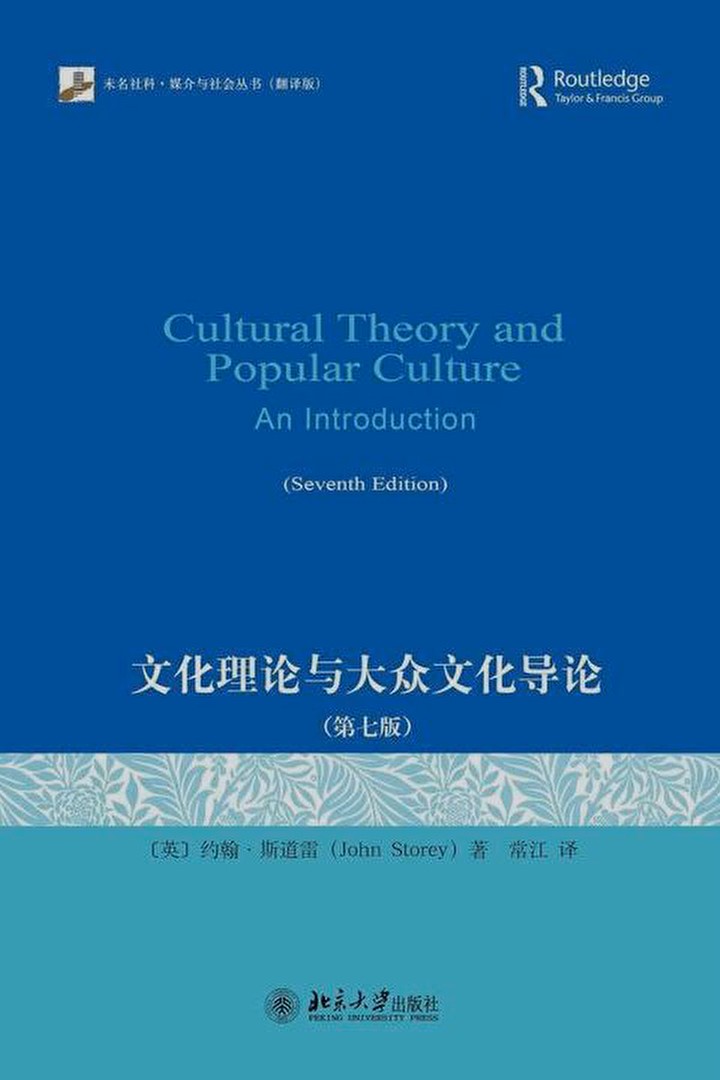 未名社科·媒介与社会丛书（翻译版）
ROUTLEDGE
Routledge
Taylor & Francis Group
Cultural Theory and
Popular Culture
An Introduction
(Seventh Edition)
文化理论与大众文化导论
（第七版）
〔英〕约翰·斯道雷（John Storey）著　常江 译
北京大学出版社
PEKING UNIVERSITY PRESS